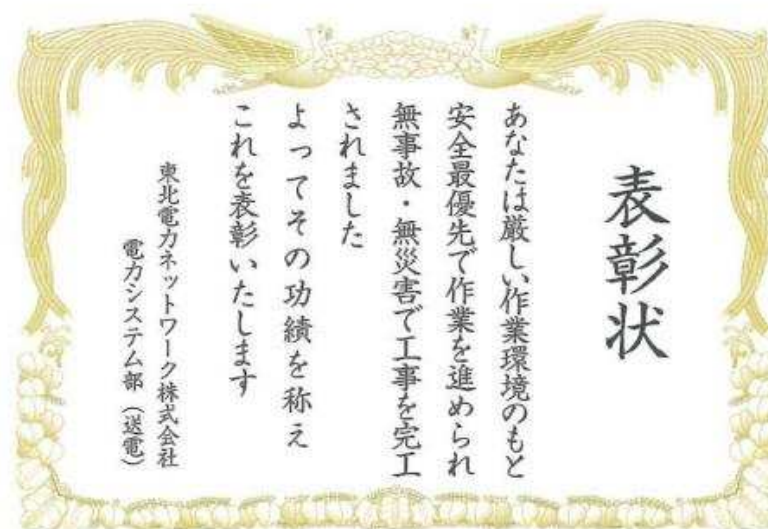 表彰状
あなたは厳しい作業環境のもと
安全最優先で作業を進められ
無事故・無災害で工事を完工
されました
よってその功績を称え
これを表彰いたします
東北電力ネットワーク株式会社
電力システム部（送電）